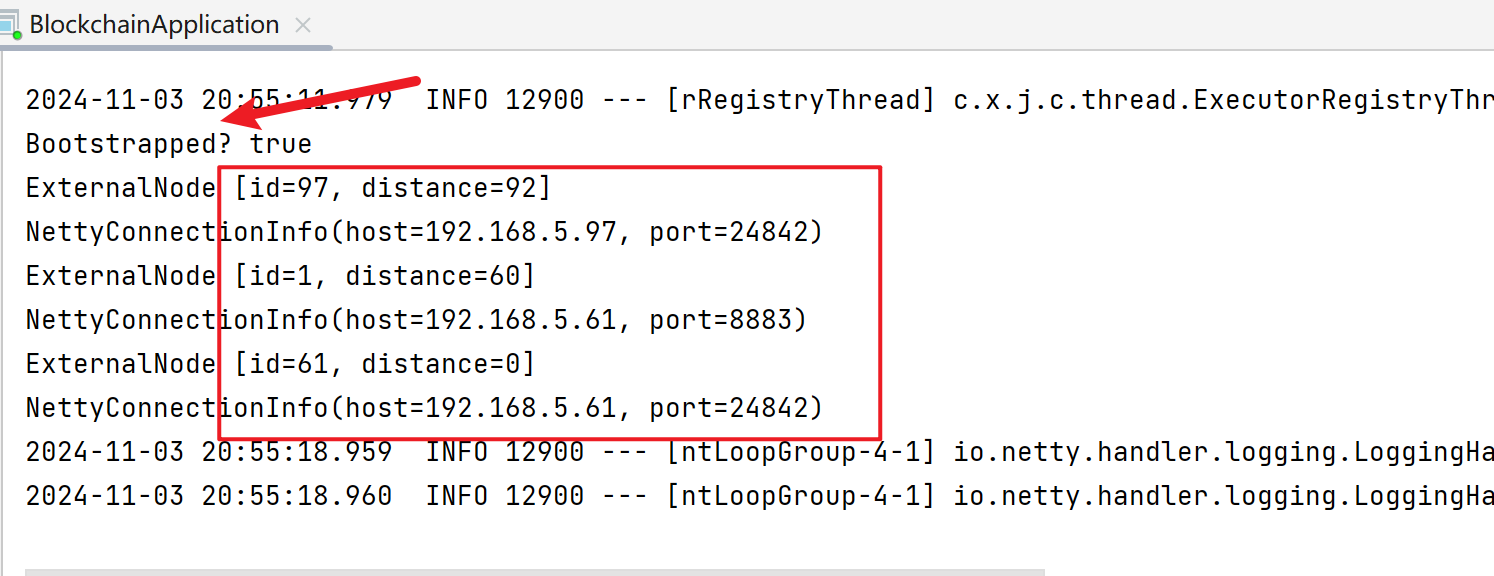 BlockchainApplication
2024-11-03 20:55:11.979  INFO 12900 --- [rRegistryThread] c.x.j.c.thread.ExecutorRegistryThr
Bootstrapped? true
ExternalNode [id=97, distance=92]
NettyConnectionInfo(host=192.168.5.97, port=24842)
ExternalNode [id=1, distance=60]
NettyConnectionInfo(host=192.168.5.61, port=8883)
ExternalNode [id=61, distance=0]
NettyConnectionInfo(host=192.168.5.61, port=24842)
2024-11-03 20:55:18.959  INFO 12900 --- [ntLoopGroup-4-1] io.netty.handler.logging.LoggingHa
2024-11-03 20:55:18.960  INFO 12900 --- [ntLoopGroup-4-1] io.netty.handler.logging.LoggingHa